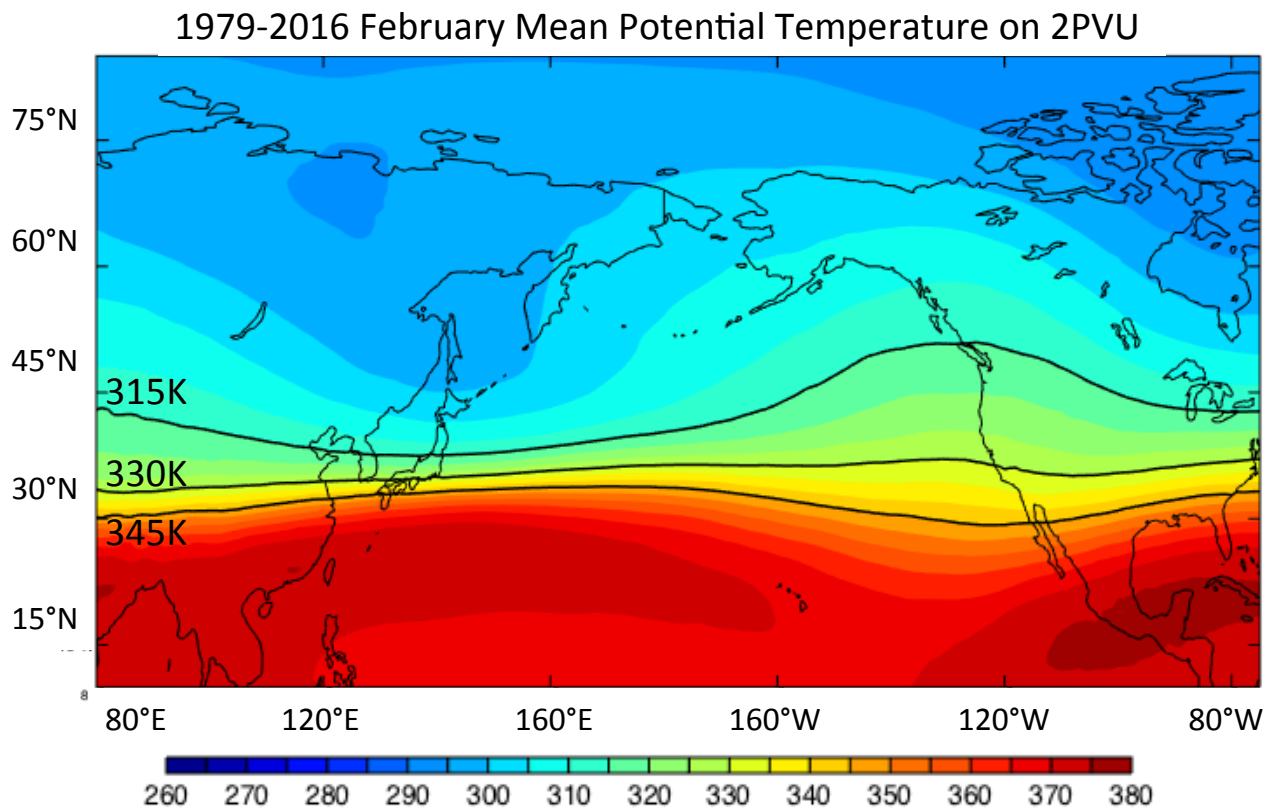 1979-2016 February Mean Potential Temperature on 2PVU
75°N
60°N
45°N
315K
330K
30°N
345K
15°N
8
80°E 120°E 160°E 160°W 120°W 80°W
260 270 280 290 300 310 320 330 340 350 360 370 380